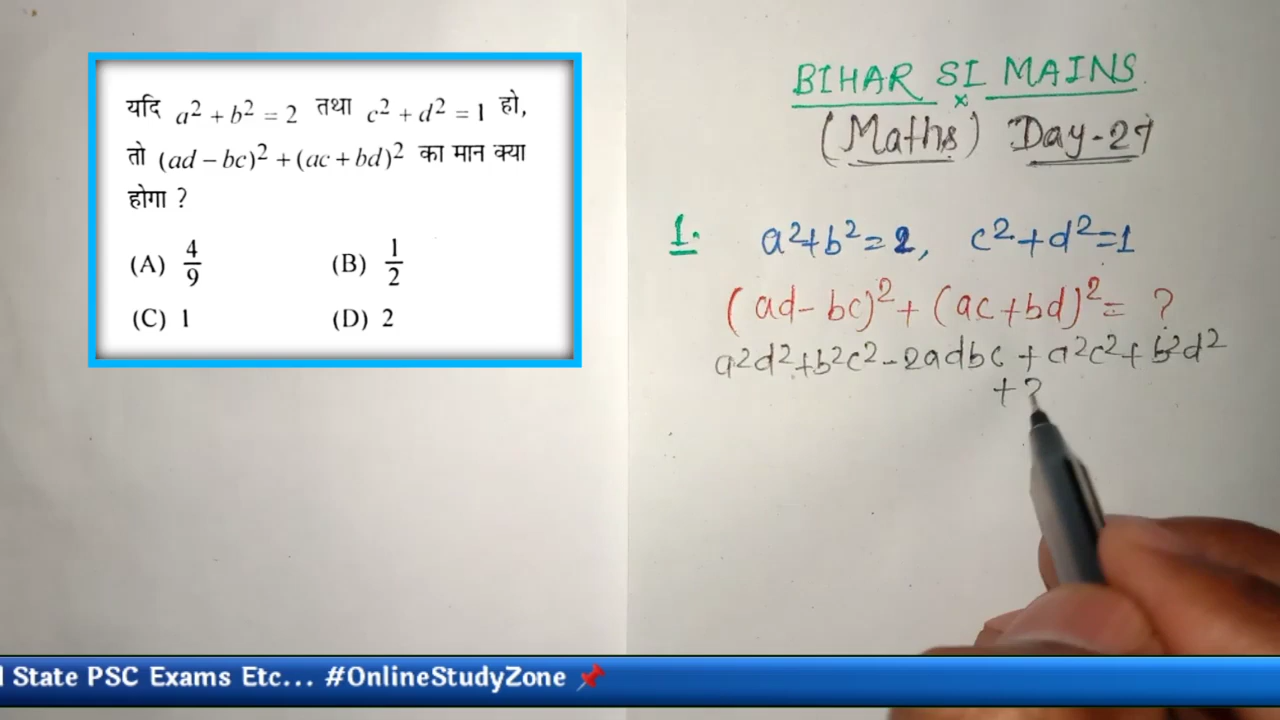 यदि a² + b² = 2 तथा c² + d² = 1 हो,
तो (ad − bc)² + (ac + bd)² का मान क्या
होगा ?
(A) 4/9 (B) 1/2
(C) 1 (D) 2
BIHAR SI MAINS
(Maths) Day-27
1. a²+b²=2, c²+d²=1
(ad-bc)²+(ac+bd)²= ?
a²d²+b²c²-2adbc+a²c²+b²d²
+2
l State PSC Exams Etc... #OnlineStudyZone 📌